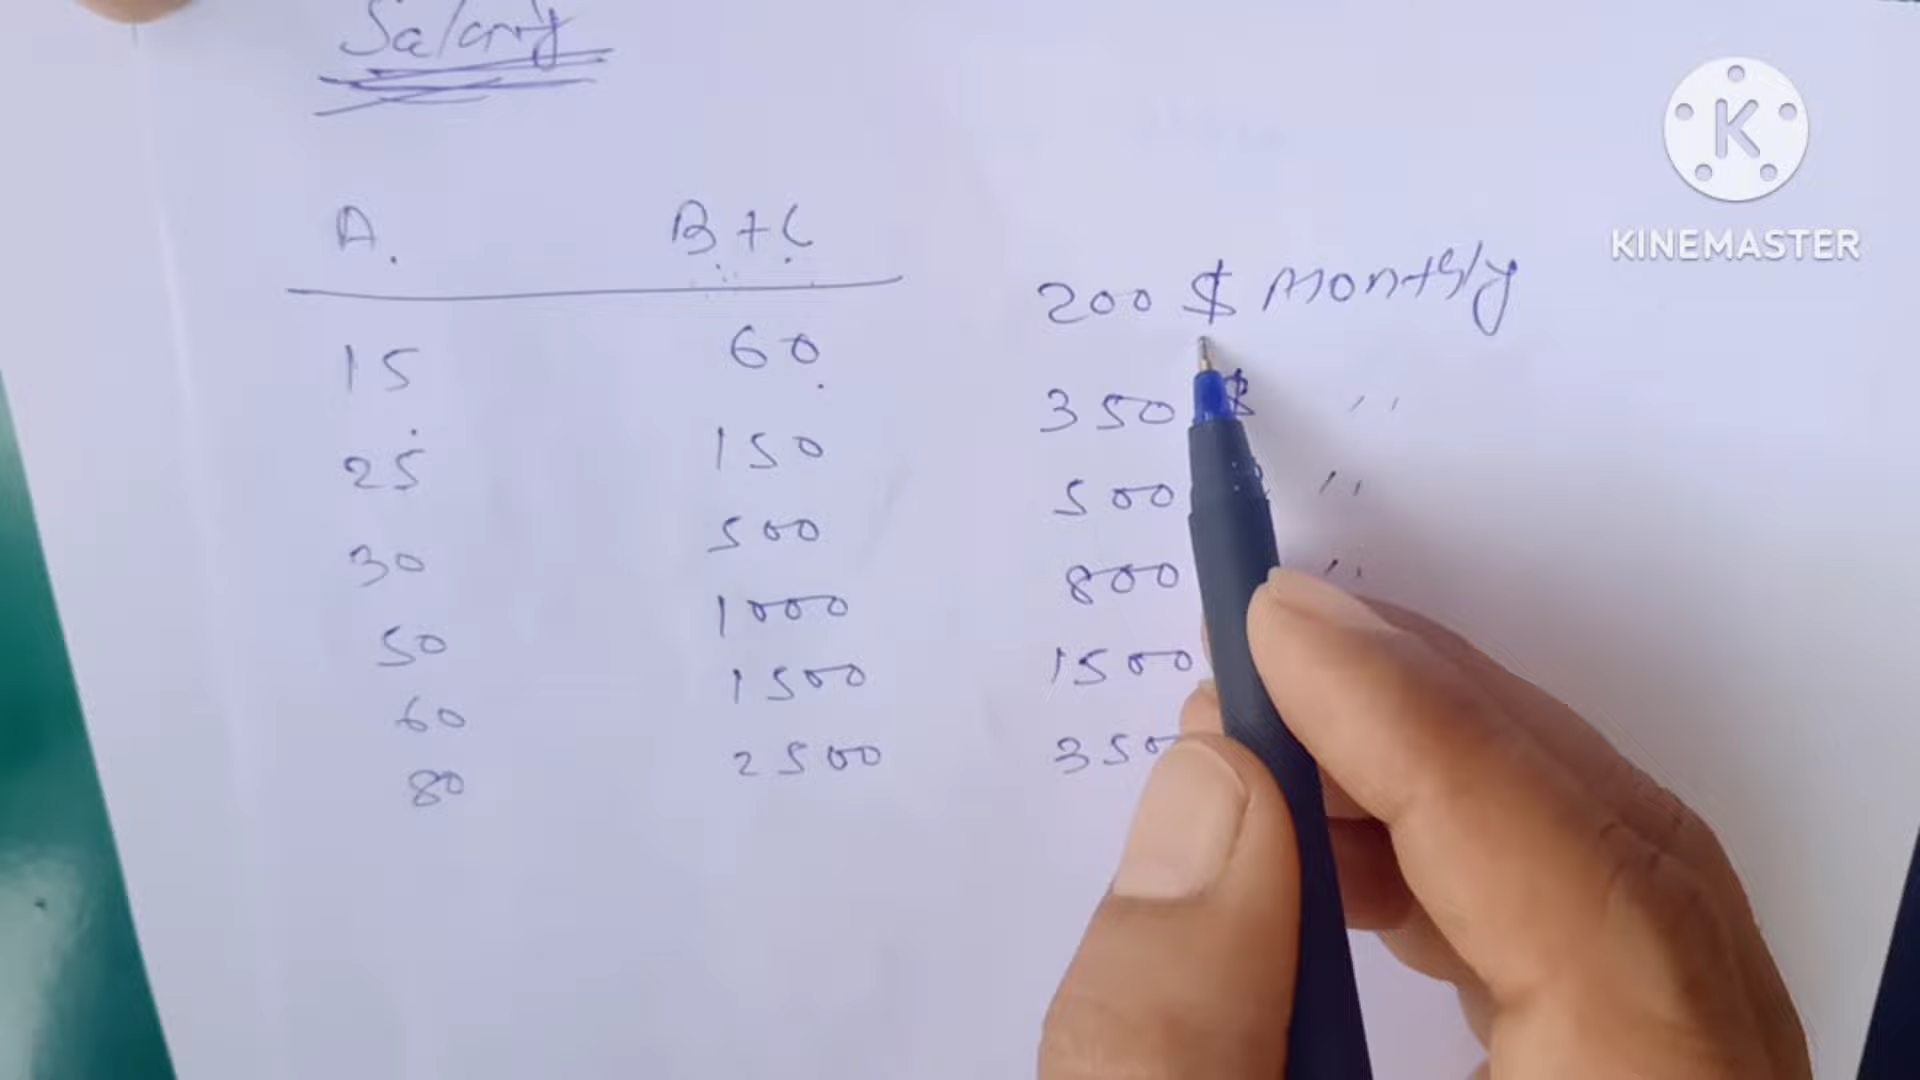 Salary
A. B+C
200 $ monthly
15 60
350 $ ''
25 150
500 ''
30 500
800 ''
50 1000
1500
60 1500
350
80 2500
K
KINEMASTER